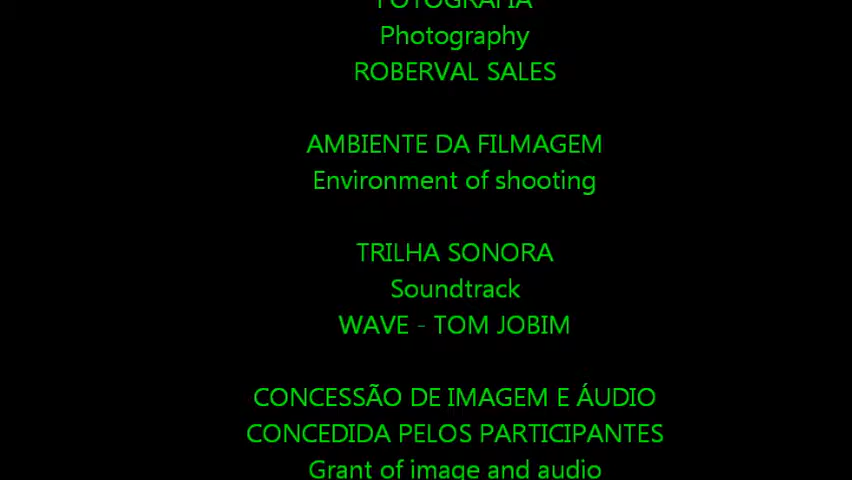 FOTOGRAFIA
Photography
ROBERVAL SALES
AMBIENTE DA FILMAGEM
Environment of shooting
TRILHA SONORA
Soundtrack
WAVE - TOM JOBIM
CONCESSÃO DE IMAGEM E ÁUDIO
CONCEDIDA PELOS PARTICIPANTES
Grant of image and audio